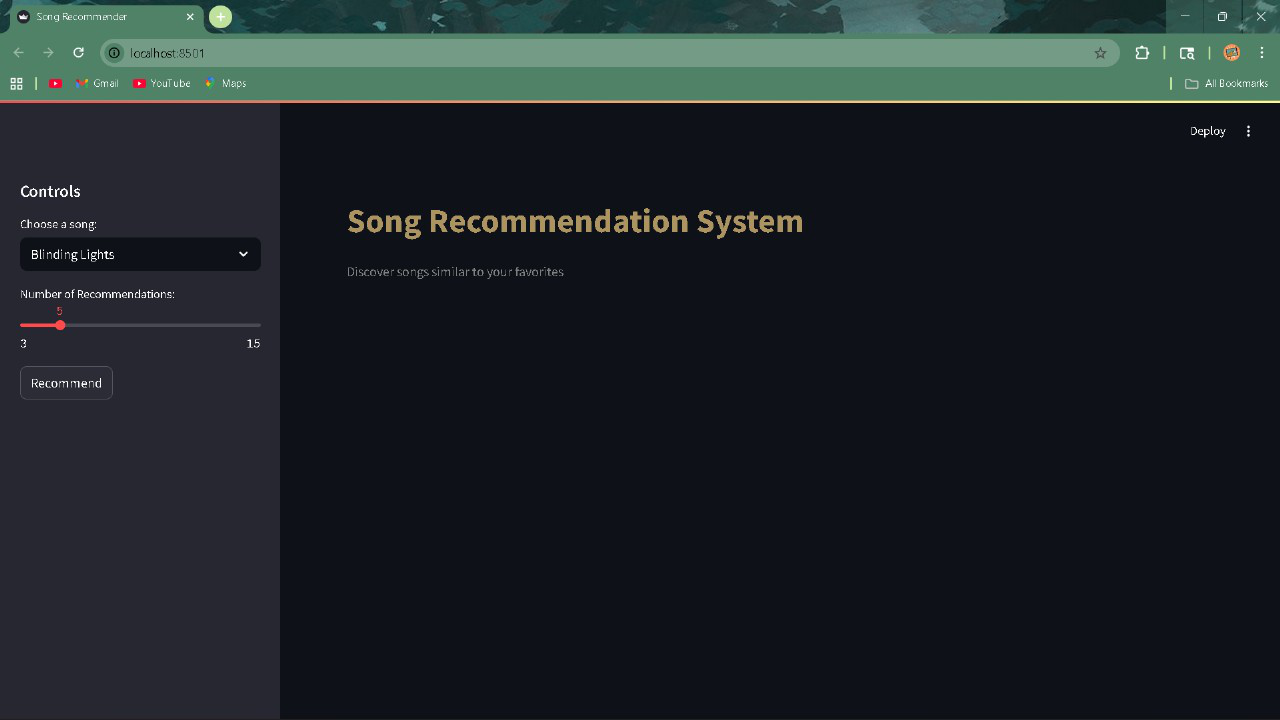 Song Recommender
localhost:8501
Gmail
YouTube
Maps
All Bookmarks
Deploy
Controls
Choose a song:
Blinding Lights
Number of Recommendations:
5
3
15
Recommend
Song Recommendation System
Discover songs similar to your favorites